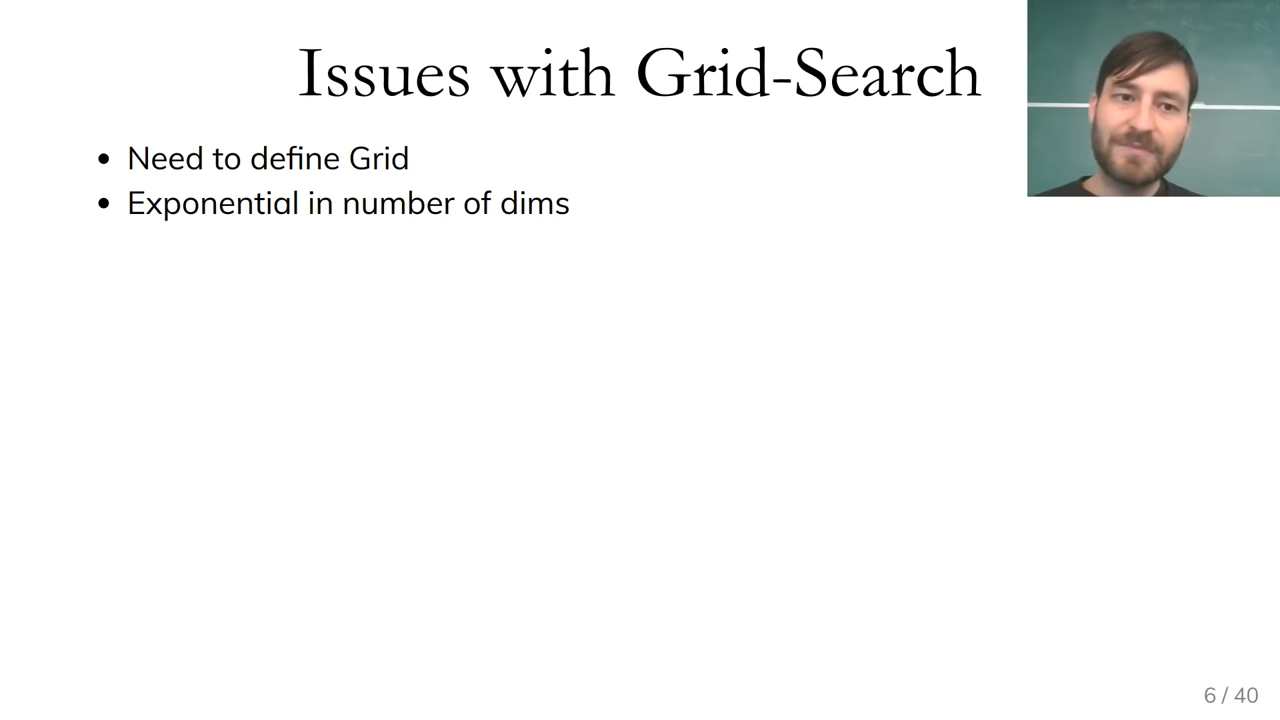 Issues with Grid-Search
• Need to define Grid
• Exponential in number of dims
6 / 40